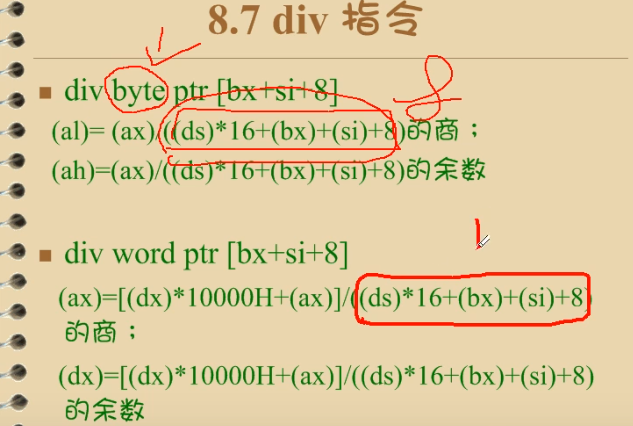 8.7 div 指令
div byte ptr [bx+si+8]
(al)= (ax)/((ds)*16+(bx)+(si)+8)的商；
(ah)=(ax)/((ds)*16+(bx)+(si)+8)的余数
div word ptr [bx+si+8]
(ax)=[(dx)*10000H+(ax)]/((ds)*16+(bx)+(si)+8)
的商；
(dx)=[(dx)*10000H+(ax)]/((ds)*16+(bx)+(si)+8)
的余数